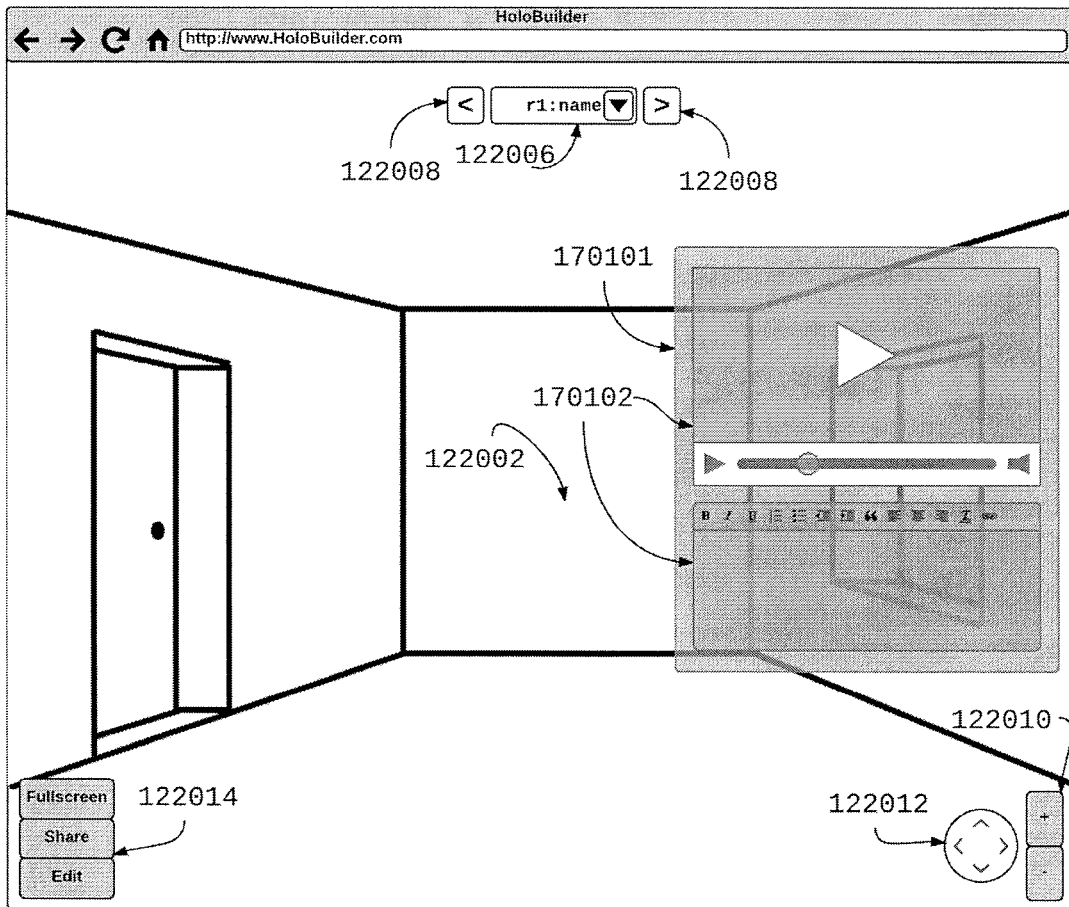 HoloBuilder
http://www.HoloBuilder.com
< r1:name >
122008
122006
122008
170101
170102
122002
B I U
122010
122014
122012
Fullscreen
Share
Edit
+
-